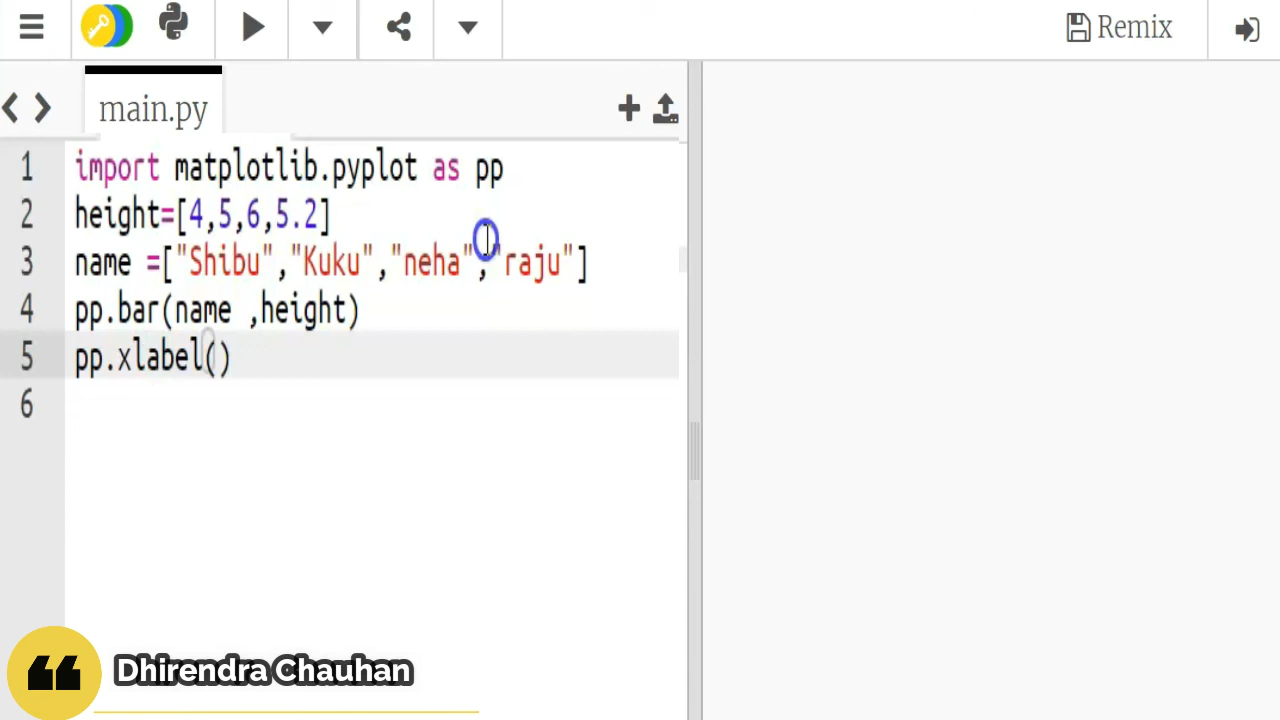 Remix
main.py
1 import matplotlib.pyplot as pp
2 height=[4,5,6,5.2]
3 name =["Shibu","Kuku","neha","raju"]
4 pp.bar(name ,height)
5 pp.xlabel()
6
Dhirendra Chauhan